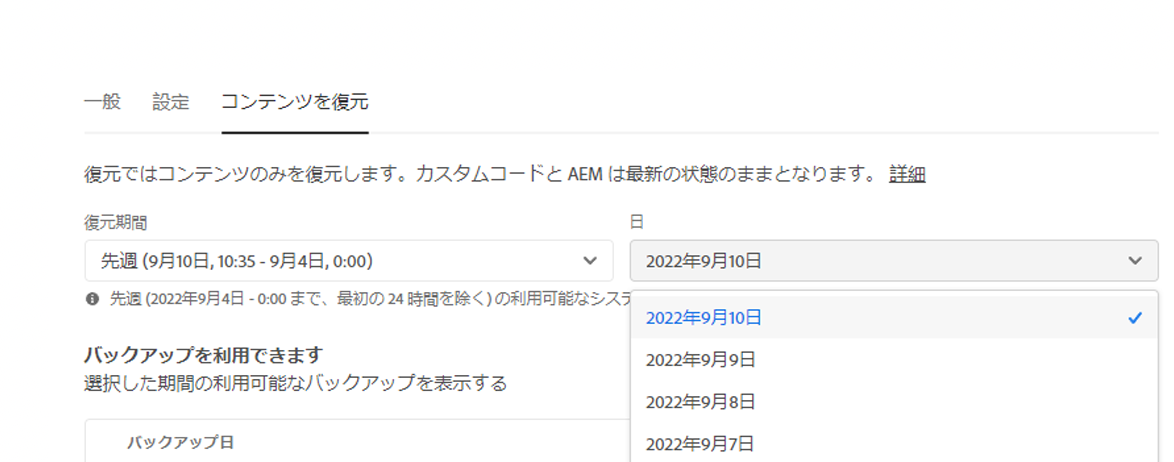 一般 設定 コンテンツを復元
復元ではコンテンツのみを復元します。カスタムコードと AEM は最新の状態のままとなります。 詳細
復元期間 日
先週 (9月10日, 10:35 - 9月4日, 0:00) 2022年9月10日
先週 (2022年9月4日 - 0:00 まで、最初の 24 時間を除く) の利用可能なシステ
2022年9月10日
バックアップを利用できます
2022年9月9日
選択した期間の利用可能なバックアップを表示する
2022年9月8日
バックアップ日 2022年9月7日